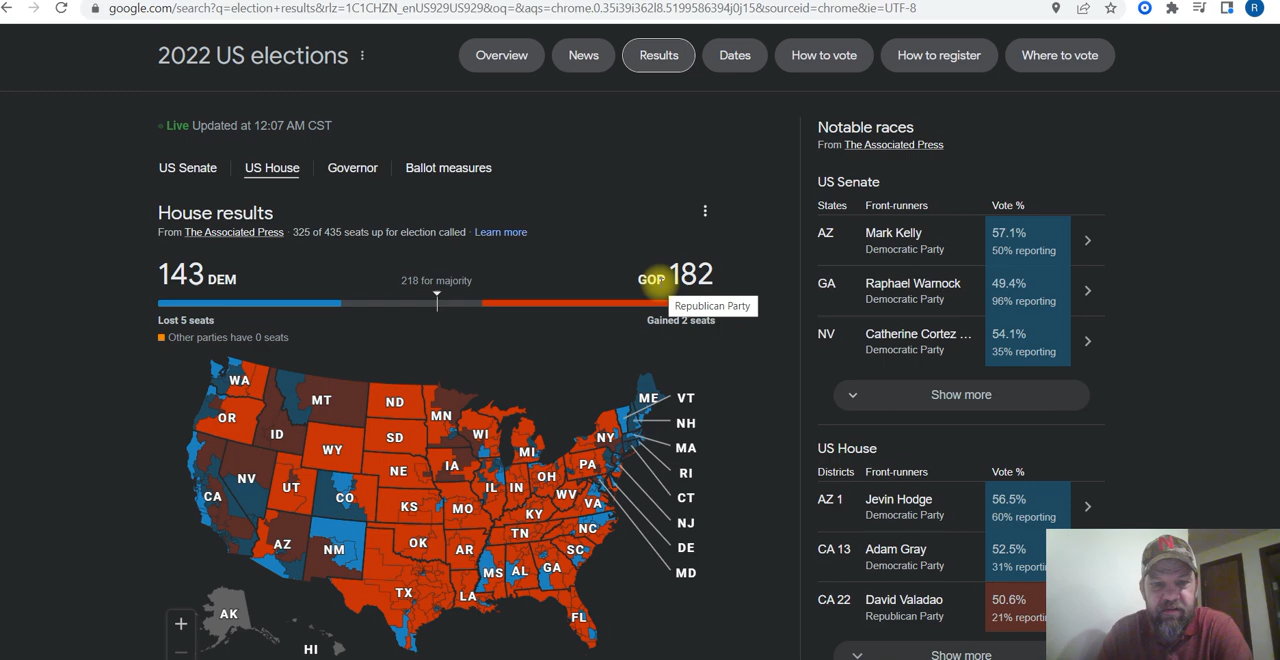 google.com/search?q=election+results&rlz=1C1CHZN_enUS929US929&oq=&aqs=chrome.0.35i39i362l8.5199586394j0j15&sourceid=chrome&ie=UTF-8
R
2022 US elections
Overview
News
Results
Dates
How to vote
How to register
Where to vote
Live Updated at 12:07 AM CST
US Senate
US House
Governor
Ballot measures
House results
From The Associated Press · 325 of 435 seats up for election called · Learn more
143 DEM
218 for majority
GOP 182
Republican Party
Lost 5 seats
Gained 2 seats
Other parties have 0 seats
WA
MT
ND
MN
ME
VT
OR
ID
SD
WI
NH
WY
MI
NY
MA
NV
NE
IA
PA
RI
UT
CO
IL
IN
OH
CA
KS
MO
WV
VA
CT
KY
NJ
AZ
NM
OK
AR
TN
NC
DE
SC
MS
AL
GA
MD
TX
LA
FL
AK
HI
+
−
Notable races
From The Associated Press
US Senate
States Front-runners Vote %
AZ Mark Kelly 57.1%
Democratic Party 50% reporting
GA Raphael Warnock 49.4%
Democratic Party 96% reporting
NV Catherine Cortez ... 54.1%
Democratic Party 35% reporting
Show more
US House
Districts Front-runners Vote %
AZ 1 Jevin Hodge 56.5%
Democratic Party 60% reporting
CA 13 Adam Gray 52.5%
Democratic Party 31% reporti
CA 22 David Valadao 50.6%
Republican Party 21% reporti
Show more